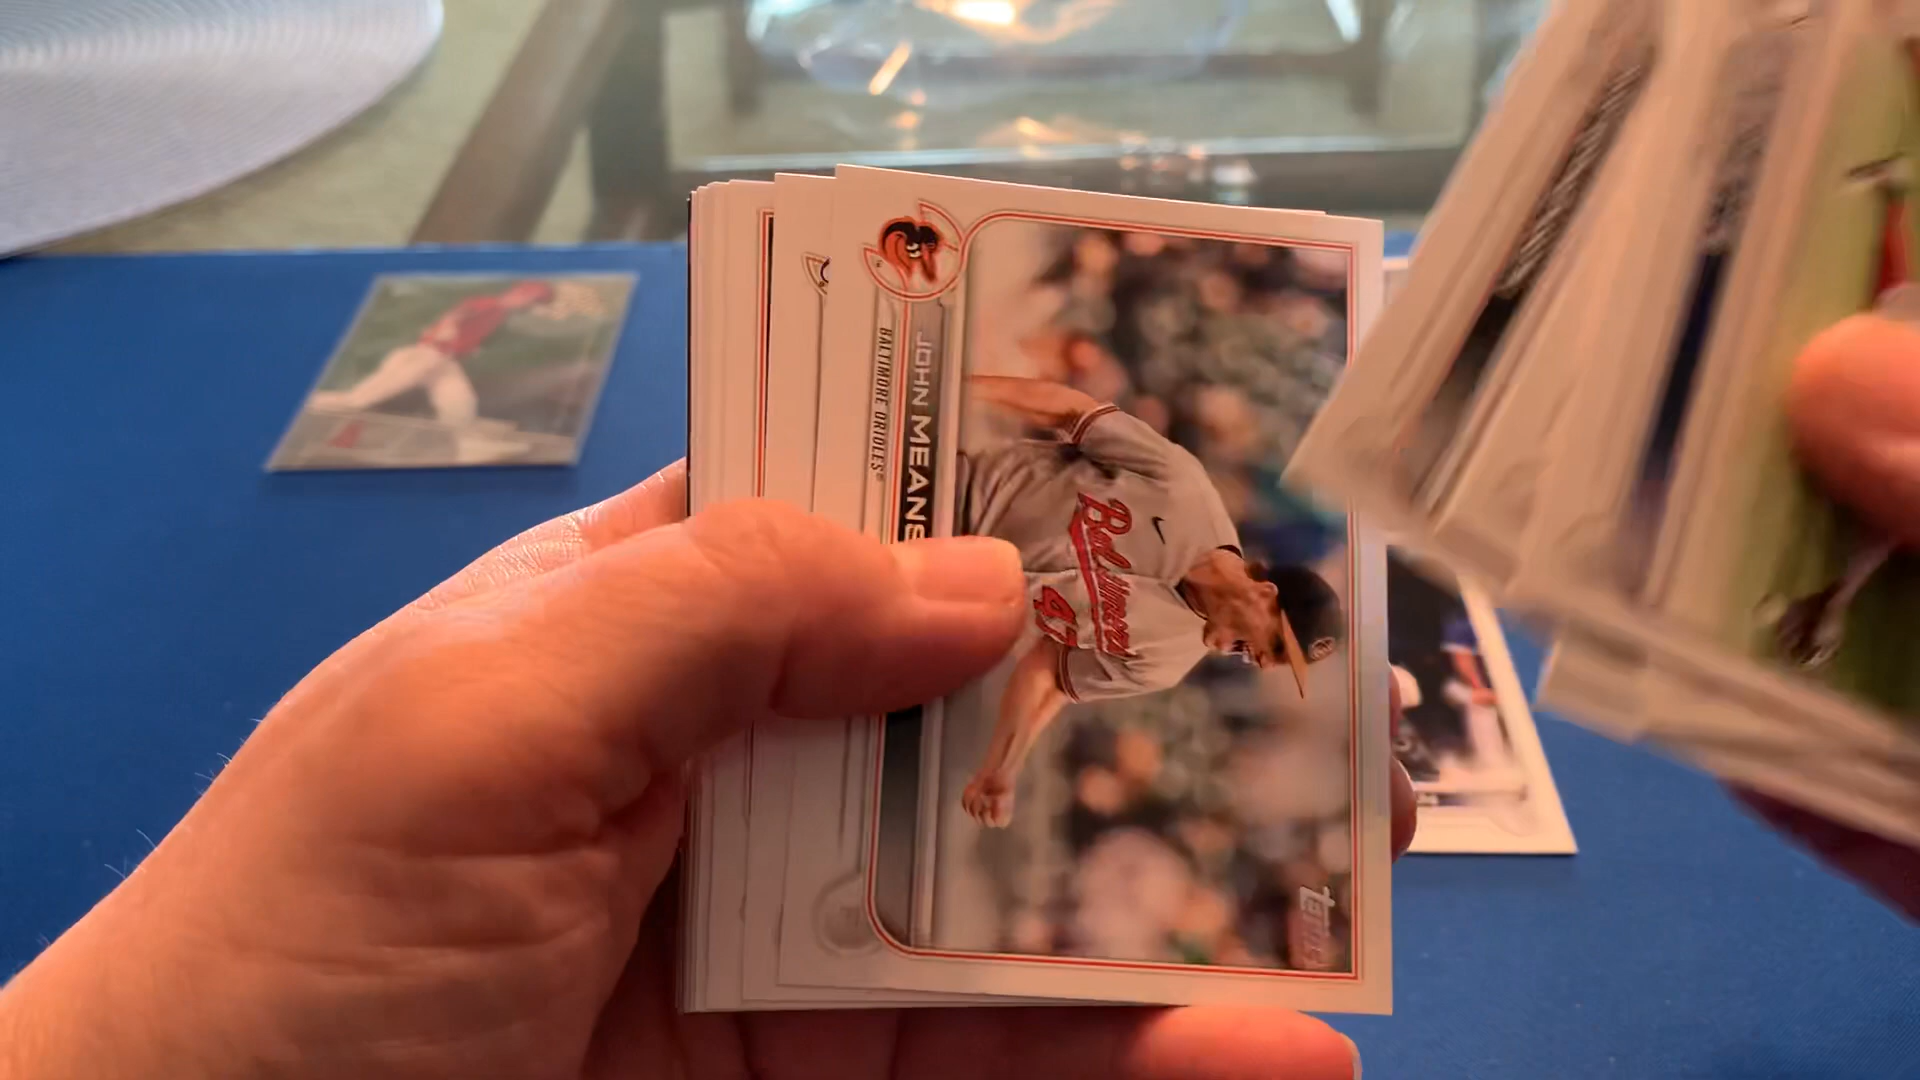 JOHN MEANS
BALTIMORE ORIOLES®
Baltimore
47
TOPPS